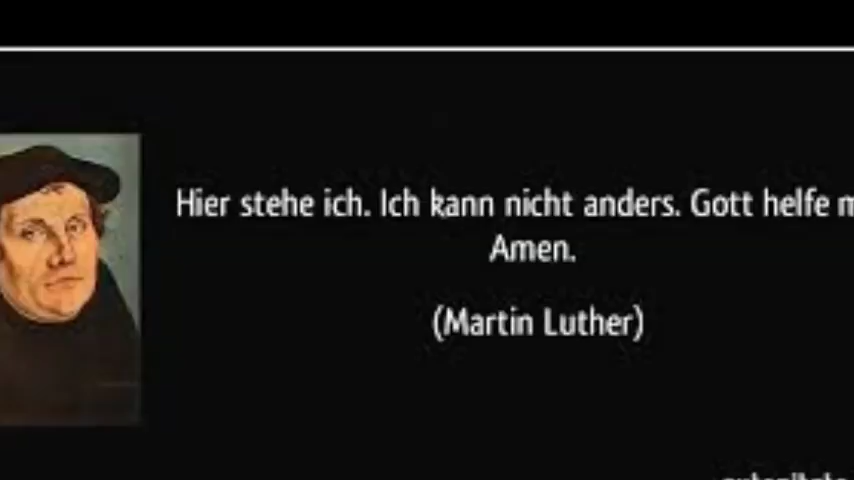 Hier stehe ich. Ich kann nicht anders. Gott helfe
Amen.
(Martin Luther)